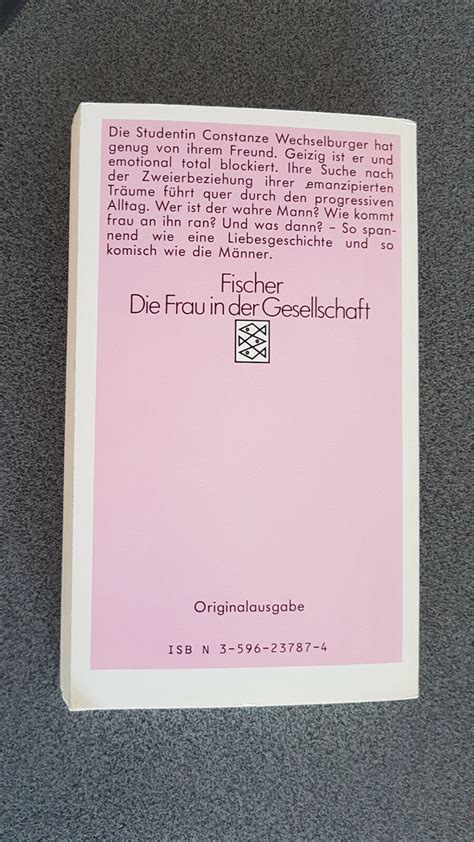 Die Studentin Constanze Wechselburger hat
genug von ihrem Freund. Geizig ist er und
emotional total blockiert. Ihre Suche nach
der Zweierbeziehung ihrer emanzipierten
Träume führt quer durch den progressiven
Alltag. Wer ist der wahre Mann? Wie kommt
frau an ihn ran? Und was dann? – So span-
nend wie eine Liebesgeschichte und so
komisch wie die Männer.
Fischer
Die Frau in der Gesellschaft
Originalausgabe
ISB N 3-596-23787-4